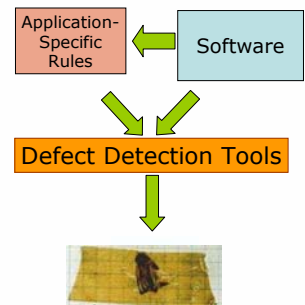 Application-
Specific
Rules
Software
Defect Detection Tools